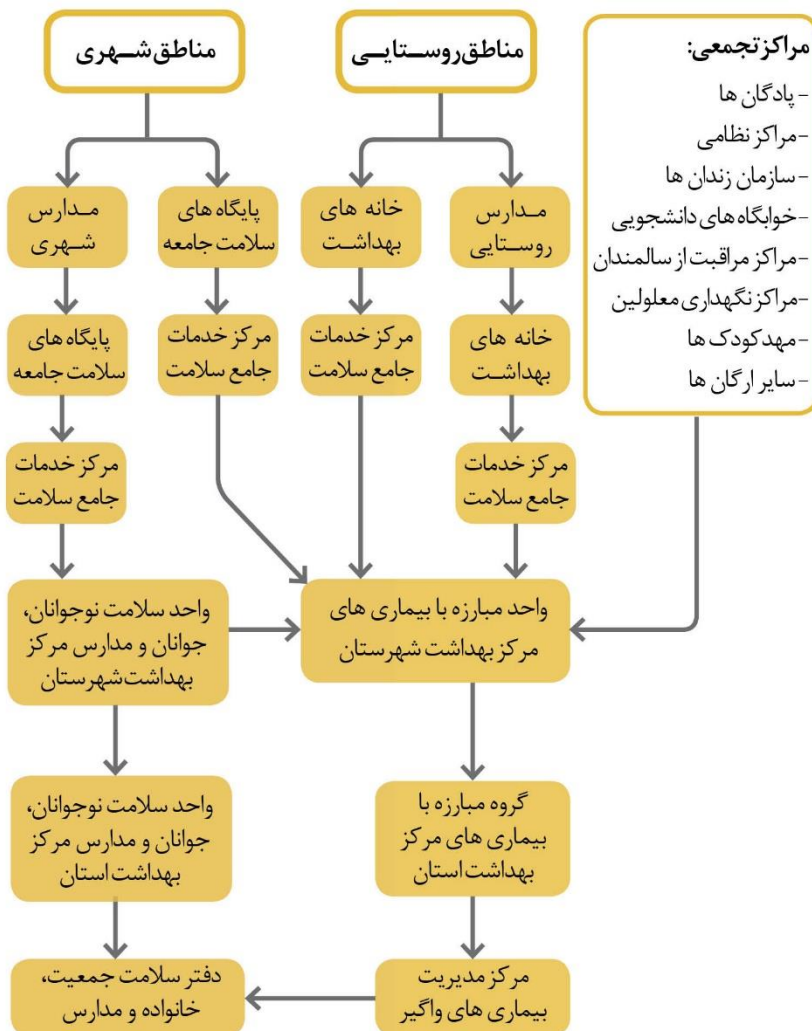 مراکز تجمعی:
- پادگان ها
- مراکز نظامی
- سازمان زندان ها
- خوابگاه های دانشجویی
- مراکز مراقبت از سالمندان
- مراکز نگهداری معلولین
- مهدکودک ها
- سایر ارگان ها
مناطق روستایی
مناطق شهری
مدارس
روستایی
خانه های
بهداشت
پایگاه های
سلامت جامعه
مدارس
شهری
خانه های
بهداشت
مرکز خدمات
جامع سلامت
مرکز خدمات
جامع سلامت
پایگاه های
سلامت جامعه
مرکز خدمات
جامع سلامت
مرکز خدمات
جامع سلامت
واحد مبارزه با بیماری های
مرکز بهداشت شهرستان
واحد سلامت نوجوانان،
جوانان و مدارس مرکز
بهداشت شهرستان
گروه مبارزه با
بیماری های مرکز
بهداشت استان
واحد سلامت نوجوانان،
جوانان و مدارس مرکز
بهداشت استان
مرکز مدیریت
بیماری های واگیر
دفتر سلامت جمعیت،
خانواده و مدارس